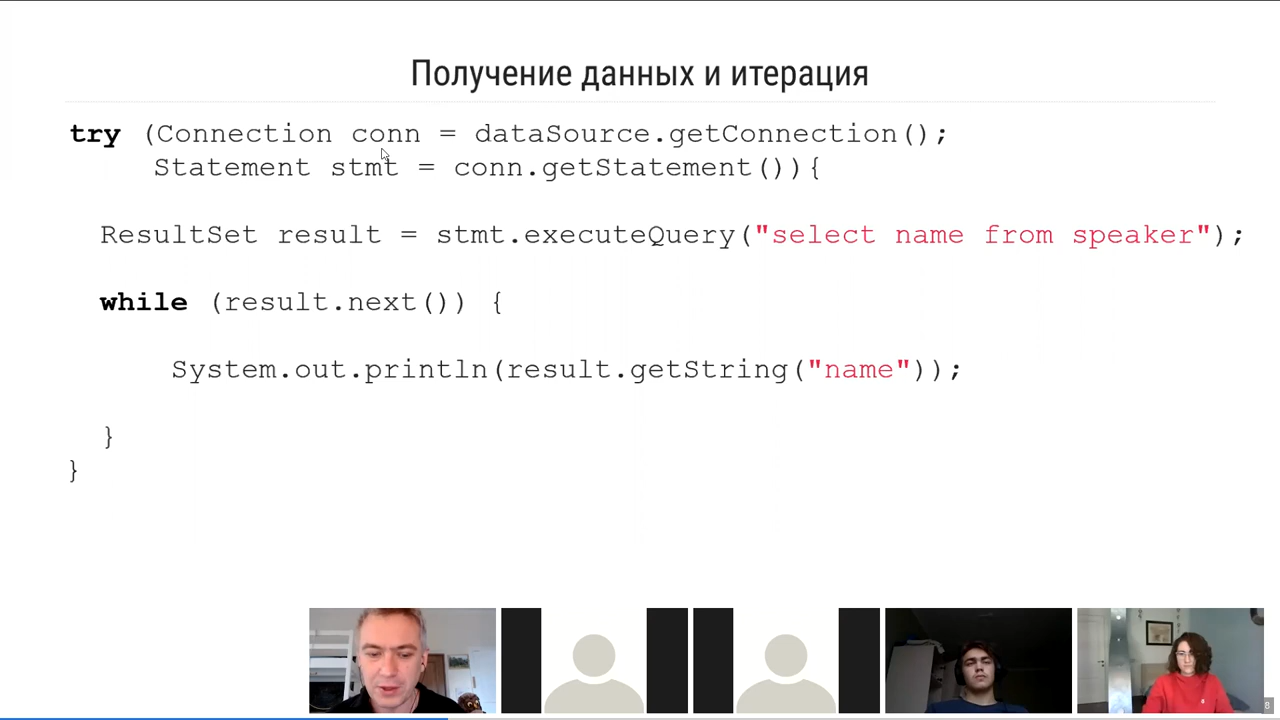 Получение данных и итерация
try (Connection conn = dataSource.getConnection();
Statement stmt = conn.getStatement()){
ResultSet result = stmt.executeQuery("select name from speaker");
while (result.next()) {
System.out.println(result.getString("name"));
}
}
8